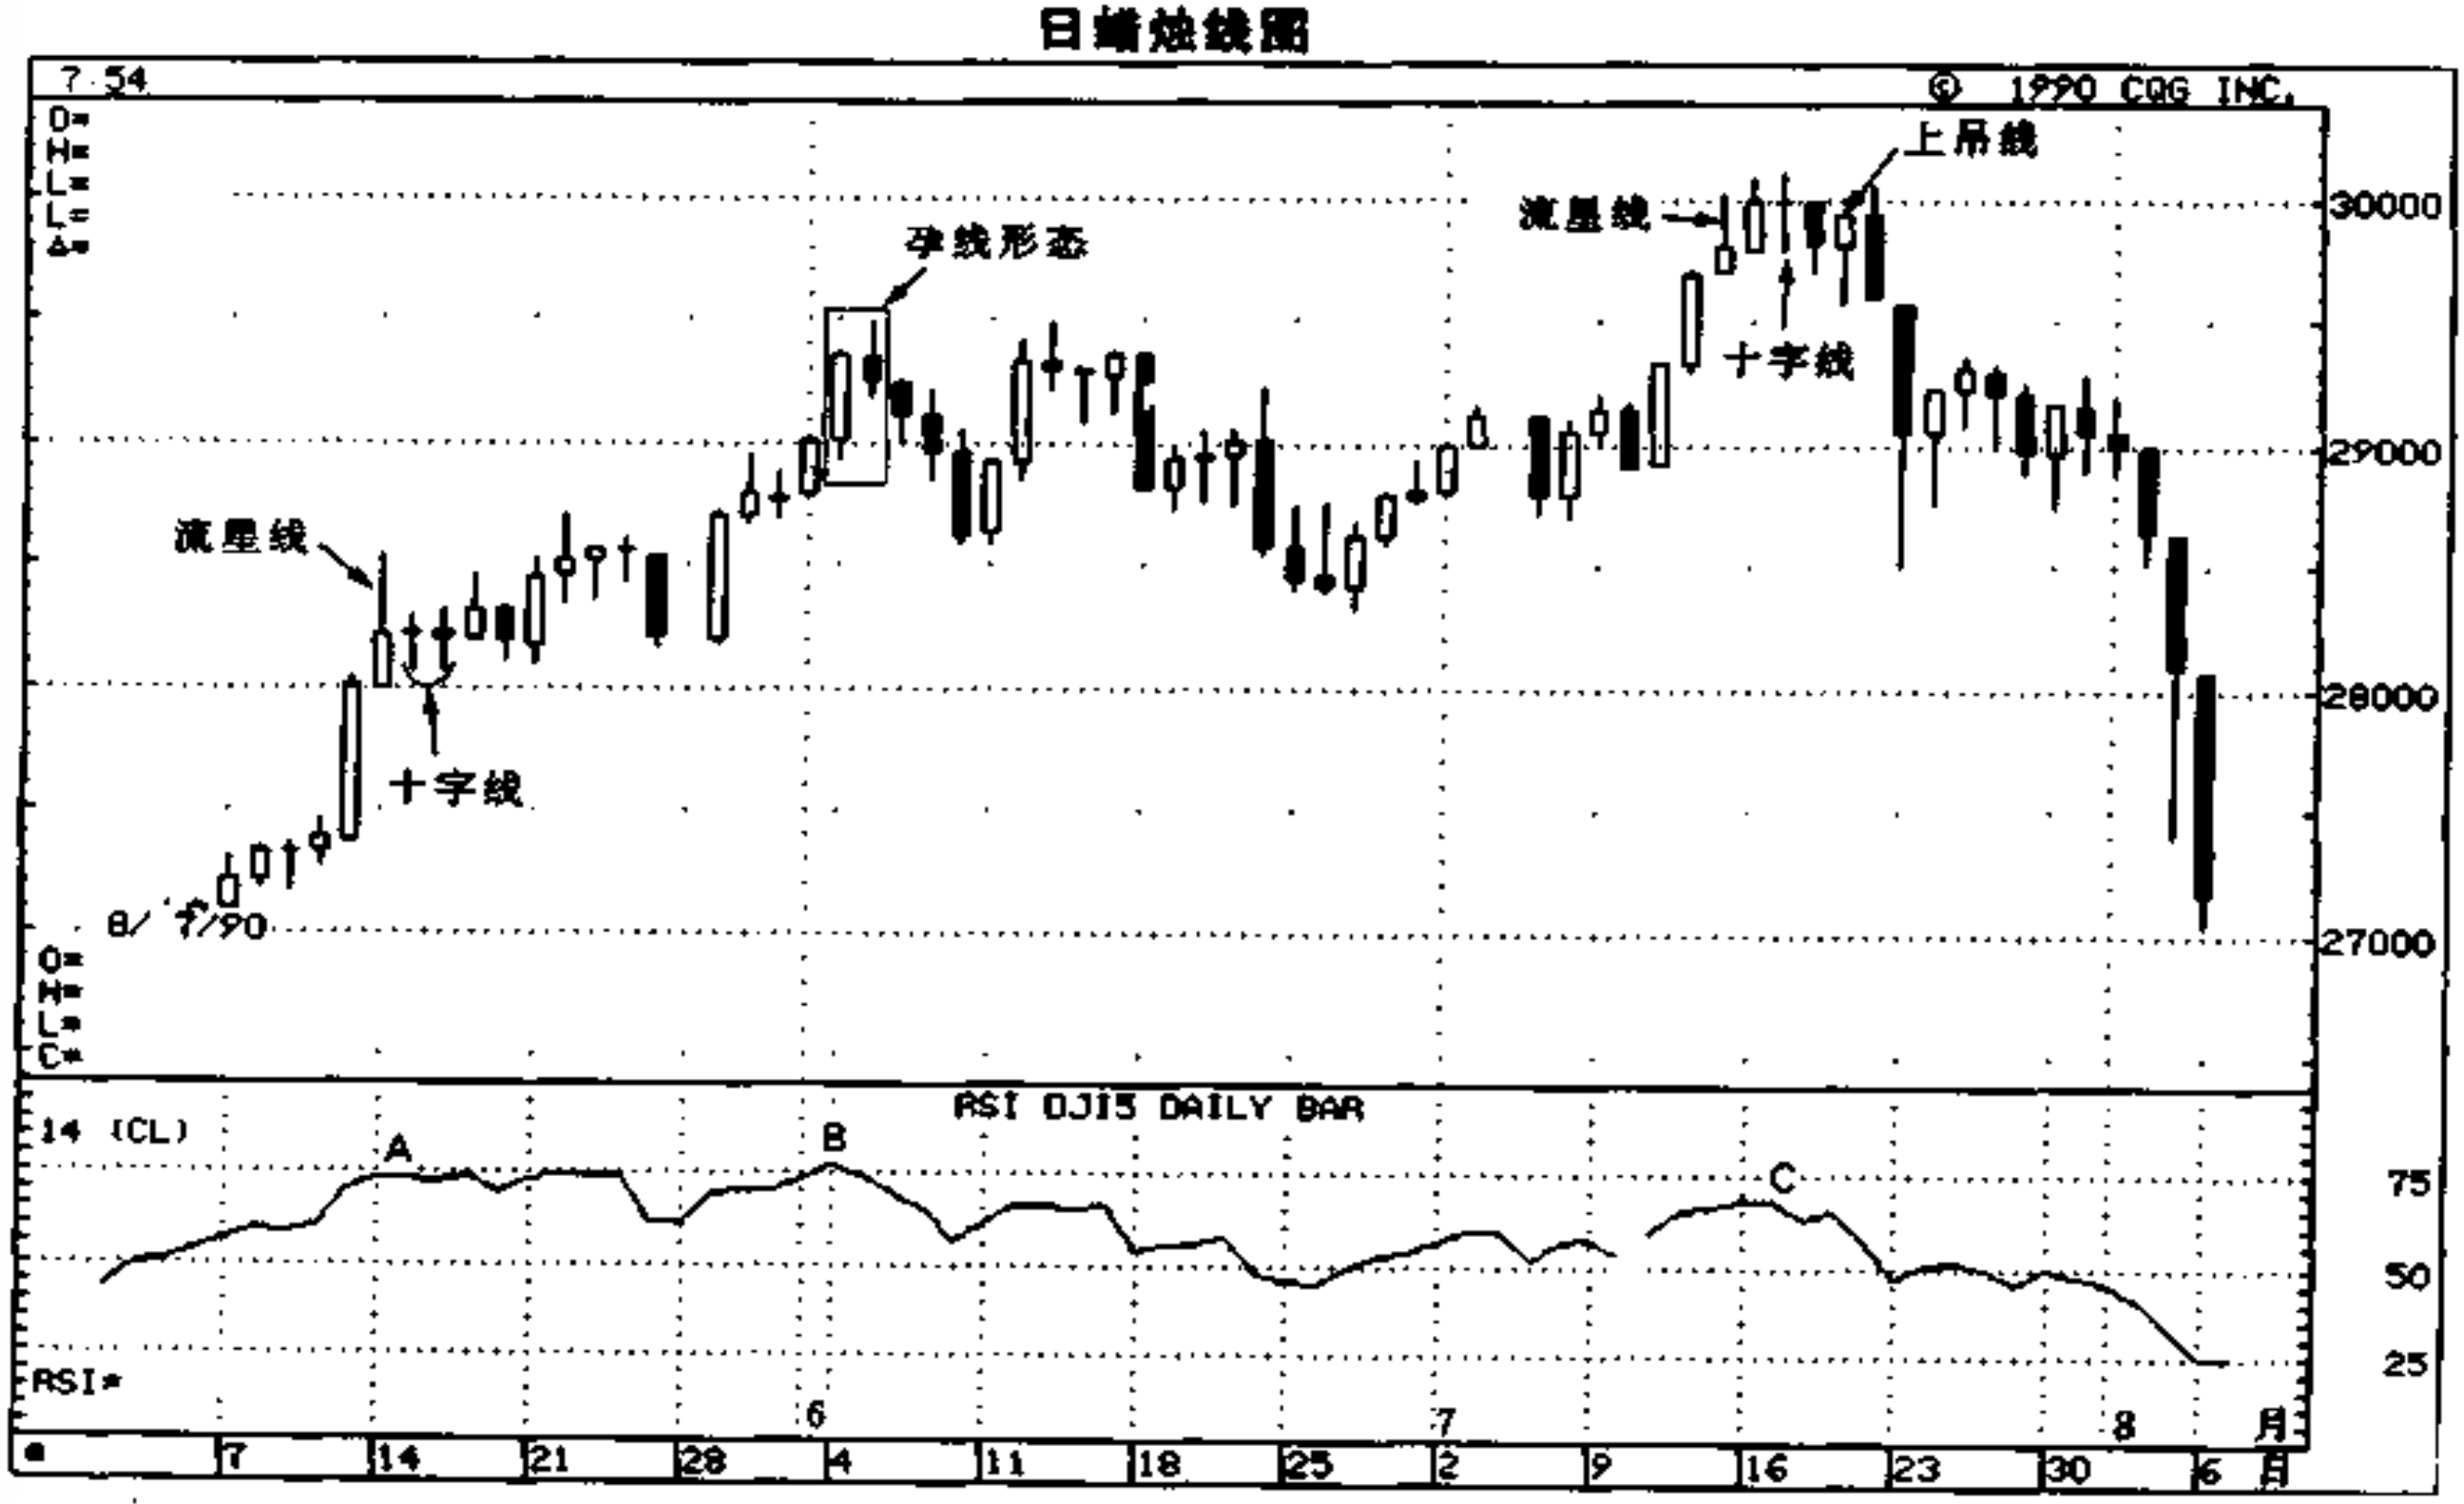 日蜡烛线图
7.54
© 1990 CQG INC.
O=
H=
L=
L=
Δ=
上吊线
流星线
30000
孕线形态
十字线
29000
流星线
28000
十字线
8/ 7/90
27000
O=
H=
L=
C=
RSI OJI5 DAILY BAR
14 (CL)
A
B
C
75
50
25
RSI=
6 7 8 月
7 14 21 28 4 11 18 25 2 9 16 23 30 6 日